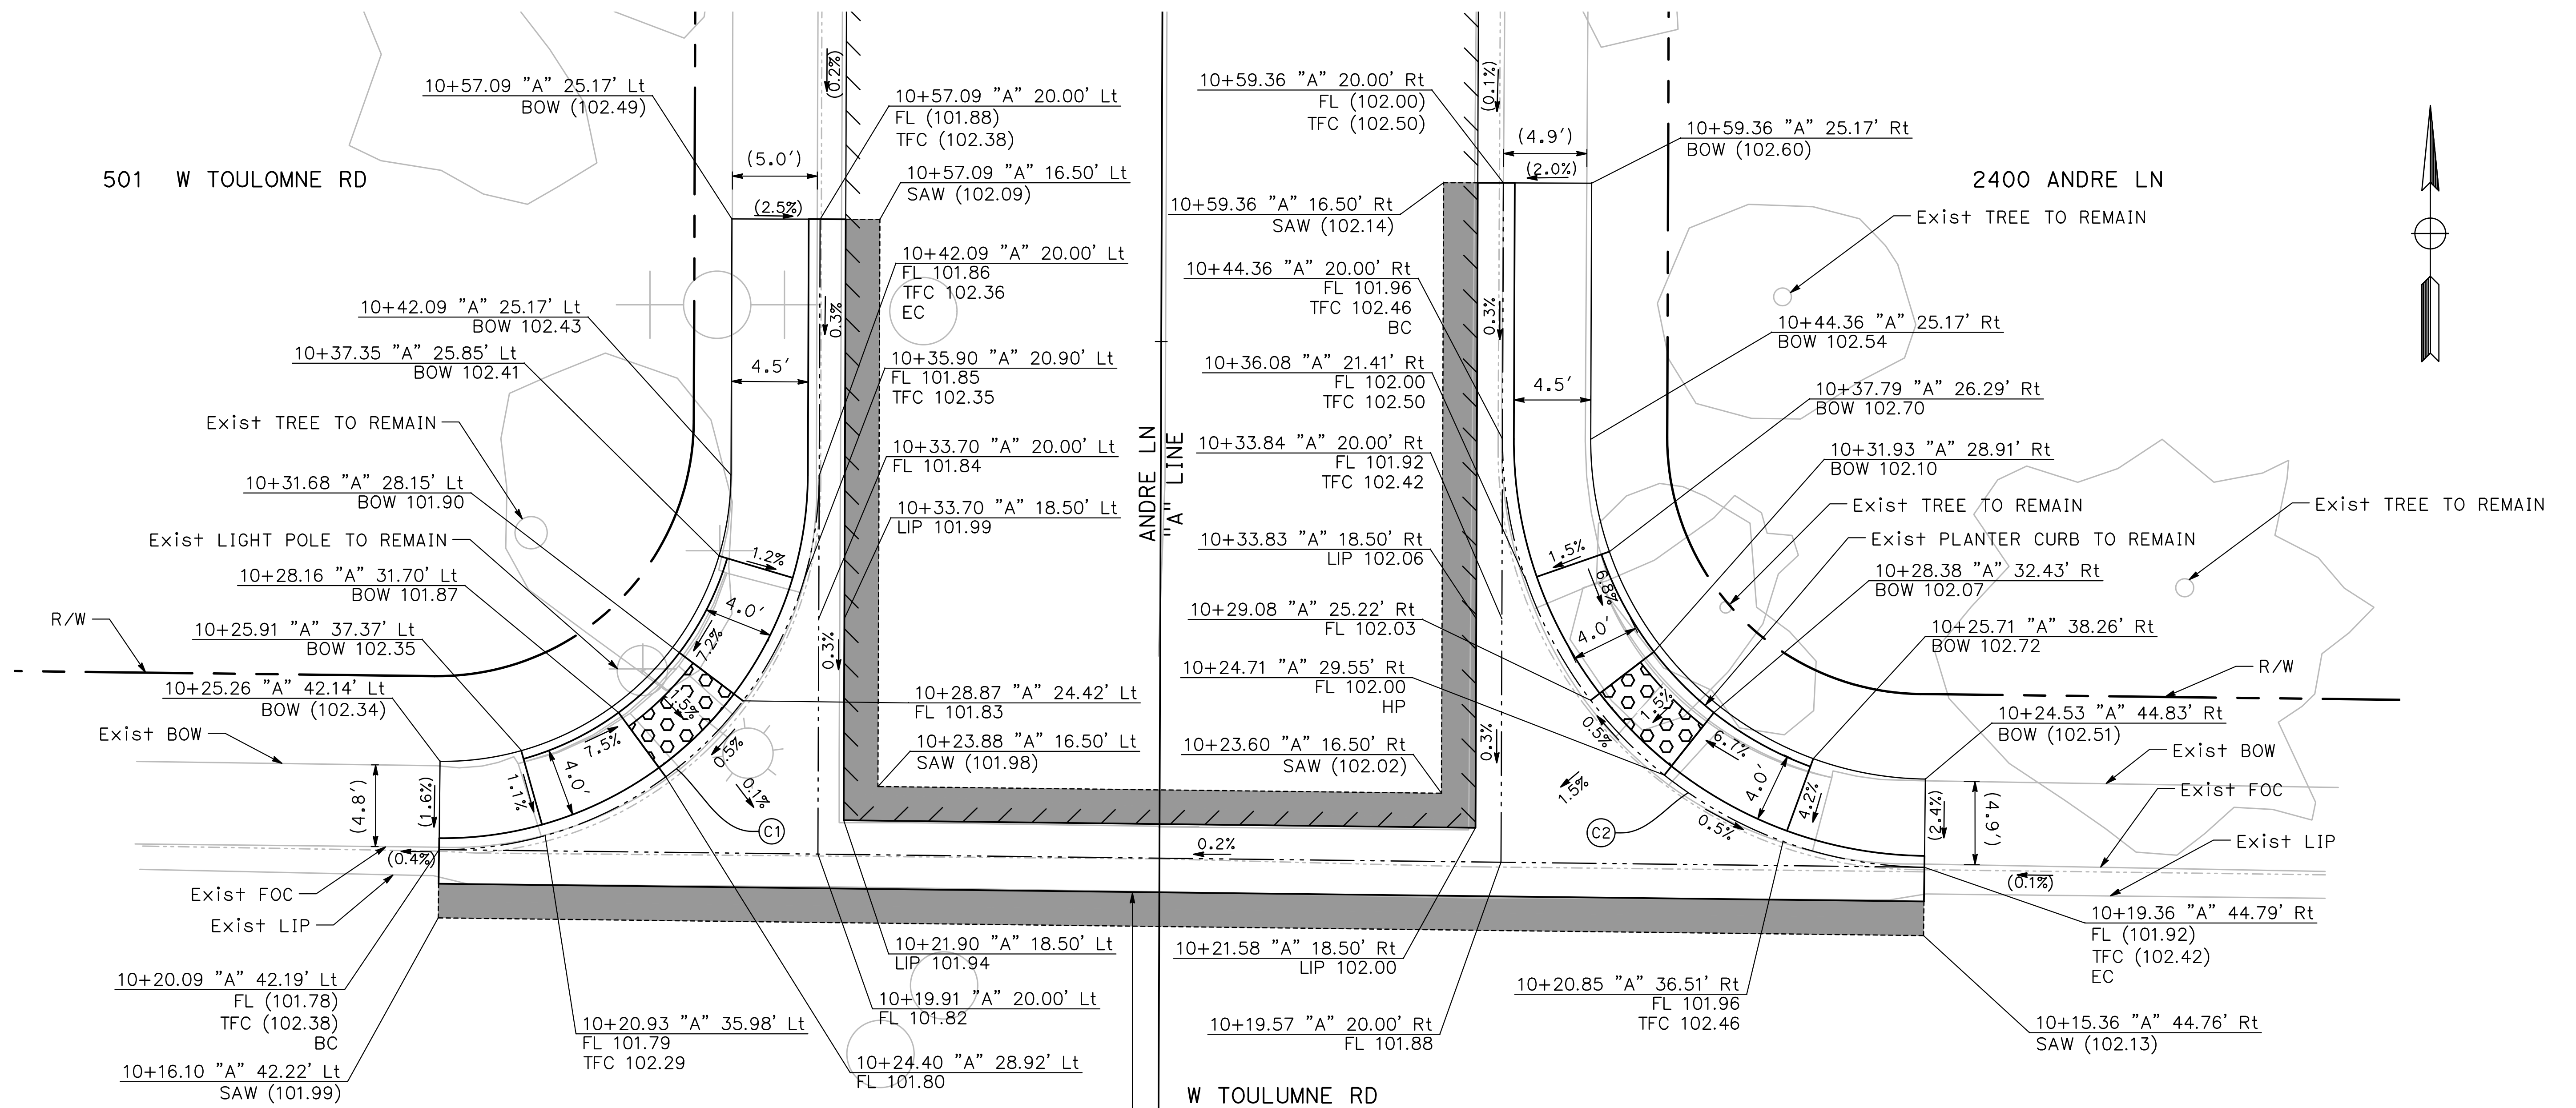 10+57.09 "A" 25.17' Lt
BOW (102.49)
501 W TOULOMNE RD
(5.0')
(2.5%)
(0.2%)
10+57.09 "A" 20.00' Lt
FL (101.88)
TFC (102.38)
10+57.09 "A" 16.50' Lt
SAW (102.09)
10+42.09 "A" 20.00' Lt
FL 101.86
TFC 102.36
EC
10+42.09 "A" 25.17' Lt
BOW 102.43
10+37.35 "A" 25.85' Lt
BOW 102.41
0.3%
4.5'
10+35.90 "A" 20.90' Lt
FL 101.85
TFC 102.35
Exist TREE TO REMAIN
10+33.70 "A" 20.00' Lt
FL 101.84
10+31.68 "A" 28.15' Lt
BOW 101.90
10+33.70 "A" 18.50' Lt
LIP 101.99
Exist LIGHT POLE TO REMAIN
1.2%
10+28.16 "A" 31.70' Lt
BOW 101.87
4.0'
7.2%
0.3%
R/W
10+25.91 "A" 37.37' Lt
BOW 102.35
10+25.26 "A" 42.14' Lt
BOW (102.34)
1.5%
10+28.87 "A" 24.42' Lt
FL 101.83
Exist BOW
7.5%
0.5%
10+23.88 "A" 16.50' Lt
SAW (101.98)
(4.8')
(1.6%)
1.1%
4.0'
0.1%
C1
(0.4%)
Exist FOC
Exist LIP
10+20.09 "A" 42.19' Lt
FL (101.78)
TFC (102.38)
BC
10+16.10 "A" 42.22' Lt
SAW (101.99)
10+20.93 "A" 35.98' Lt
FL 101.79
TFC 102.29
10+21.90 "A" 18.50' Lt
LIP 101.94
10+19.91 "A" 20.00' Lt
FL 101.82
10+24.40 "A" 28.92' Lt
FL 101.80
ANDRE LN
"A" LINE
0.2%
W TOULUMNE RD
10+59.36 "A" 20.00' Rt
FL (102.00)
TFC (102.50)
(0.1%)
(4.9')
(2.0%)
10+59.36 "A" 25.17' Rt
BOW (102.60)
2400 ANDRE LN
Exist TREE TO REMAIN
10+59.36 "A" 16.50' Rt
SAW (102.14)
10+44.36 "A" 20.00' Rt
FL 101.96
TFC 102.46
BC
0.3%
10+44.36 "A" 25.17' Rt
BOW 102.54
10+36.08 "A" 21.41' Rt
FL 102.00
TFC 102.50
4.5'
10+37.79 "A" 26.29' Rt
BOW 102.70
10+33.84 "A" 20.00' Rt
FL 101.92
TFC 102.42
10+31.93 "A" 28.91' Rt
BOW 102.10
Exist TREE TO REMAIN
Exist TREE TO REMAIN
10+33.83 "A" 18.50' Rt
LIP 102.06
1.5%
Exist PLANTER CURB TO REMAIN
10+28.38 "A" 32.43' Rt
BOW 102.07
6.8%
4.0'
10+29.08 "A" 25.22' Rt
FL 102.03
10+25.71 "A" 38.26' Rt
BOW 102.72
10+24.71 "A" 29.55' Rt
FL 102.00
HP
R/W
1.5%
10+24.53 "A" 44.83' Rt
BOW (102.51)
10+23.60 "A" 16.50' Rt
SAW (102.02)
0.3%
0.5%
6.7%
Exist BOW
1.5%
4.0'
4.2%
(2.4%)
(4.9')
Exist FOC
C2
0.5%
Exist LIP
(0.1%)
10+19.36 "A" 44.79' Rt
FL (101.92)
TFC (102.42)
EC
10+21.58 "A" 18.50' Rt
LIP 102.00
10+20.85 "A" 36.51' Rt
FL 101.96
TFC 102.46
10+19.57 "A" 20.00' Rt
FL 101.88
10+15.36 "A" 44.76' Rt
SAW (102.13)